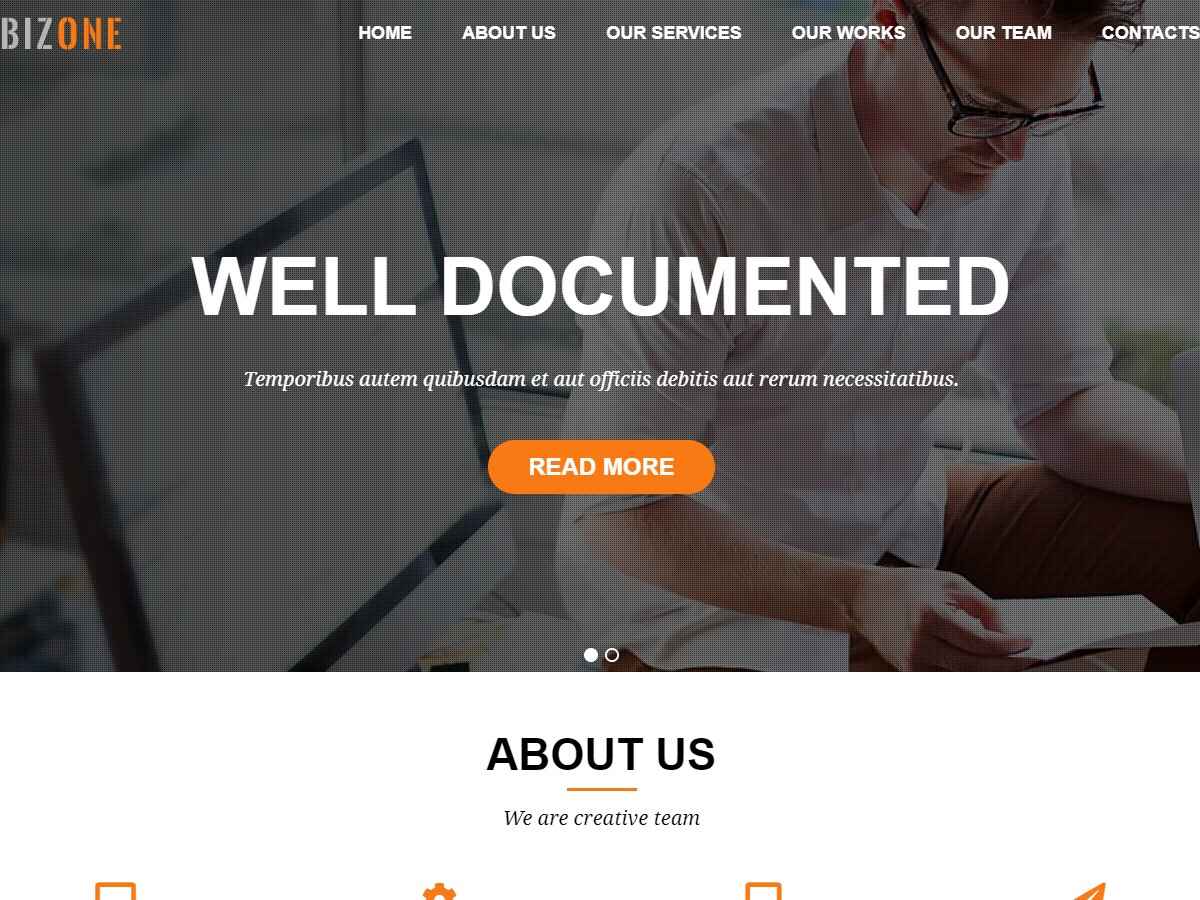 BIZONE
HOME ABOUT US OUR SERVICES OUR WORKS OUR TEAM CONTACTS
WELL DOCUMENTED
Temporibus autem quibusdam et aut officiis debitis aut rerum necessitatibus.
READ MORE
ABOUT US
We are creative team